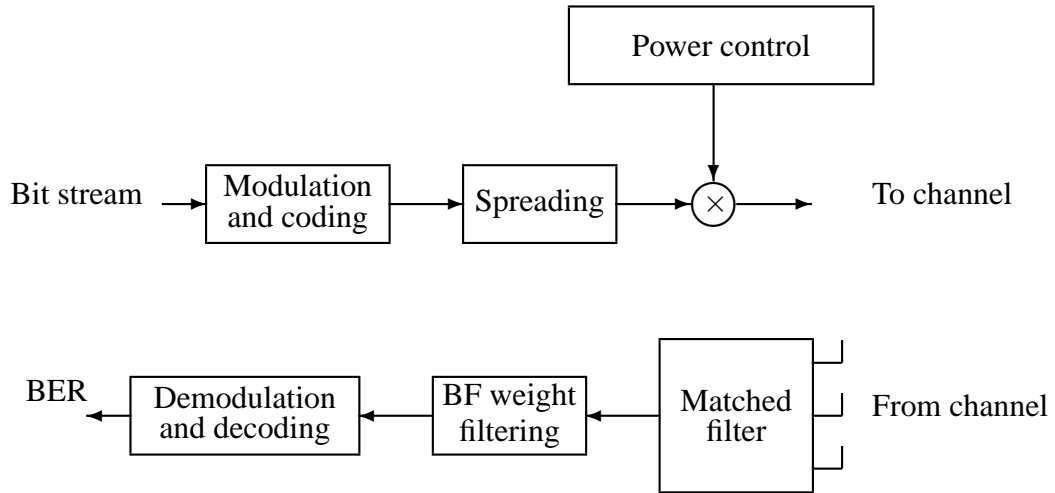 Power control
Bit stream
Modulation
and coding
Spreading
×
To channel
BER
Demodulation
and decoding
BF weight
filtering
Matched
filter
From channel